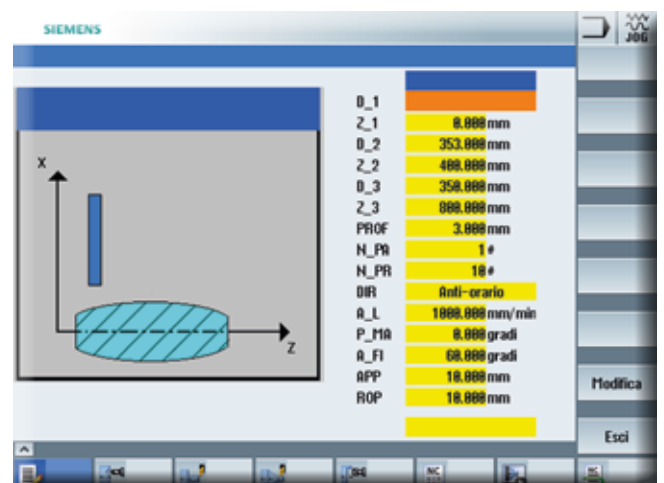 SIEMENS
JOG
D_1
Z_1 0.000 mm
D_2 353.000 mm
Z_2 400.000 mm
D_3 350.000 mm
Z_3 800.000 mm
PROF 3.000 mm
N_PA 1 #
N_PR 10 #
DIR Anti-orario
A_L 1000.000 mm/min
P_MA 0.000 gradi
A_FI 60.000 gradi
APP 10.000 mm
ROP 10.000 mm
X
Z
Modifica
Esci
NC
NC